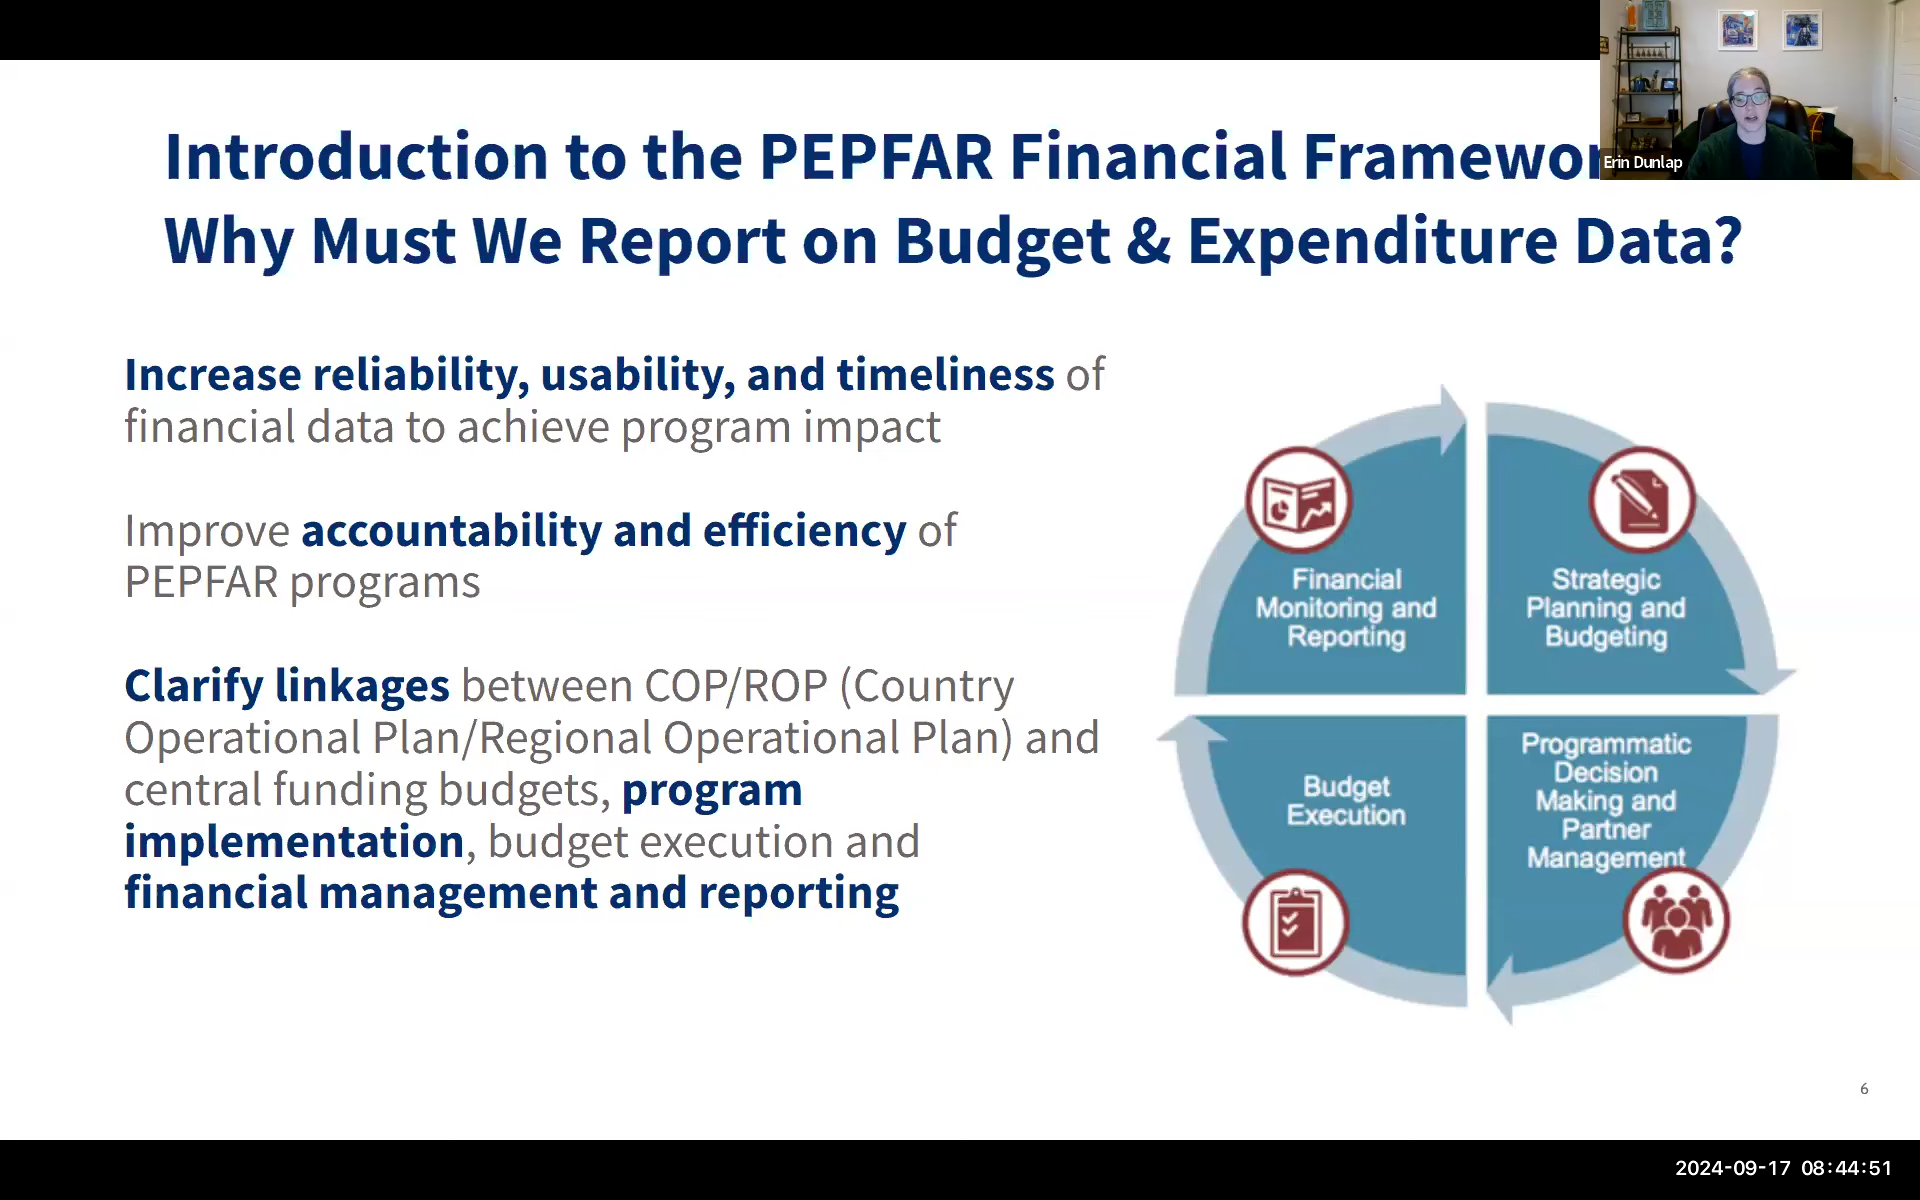 Introduction to the PEPFAR Financial Framewor
Why Must We Report on Budget & Expenditure Data?
Erin Dunlap
Increase reliability, usability, and timeliness of
financial data to achieve program impact
Improve accountability and efficiency of
PEPFAR programs
Clarify linkages between COP/ROP (Country
Operational Plan/Regional Operational Plan) and
central funding budgets, program
implementation, budget execution and
financial management and reporting
Financial
Monitoring and
Reporting
Strategic
Planning and
Budgeting
Budget
Execution
Programmatic
Decision
Making and
Partner
Management
6
2024-09-17 08:44:51